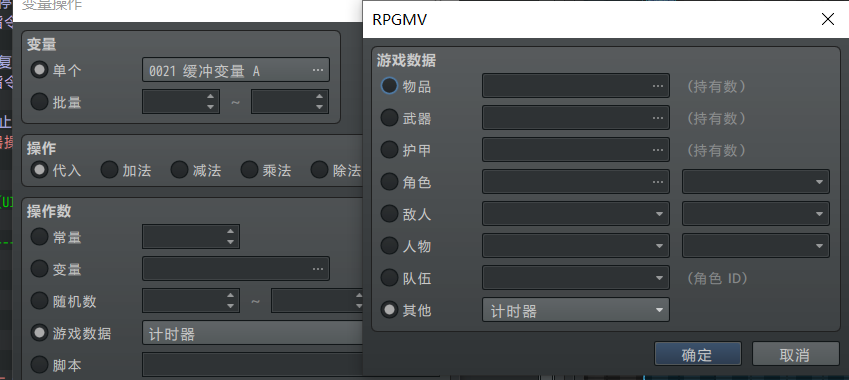 变量操作
变量
单个 0021 缓冲变量 A ...
批量 ~
操作
代入 加法 减法 乘法 除法
操作数
常量
变量 ...
随机数 ~
游戏数据 计时器
脚本
RPGMV
游戏数据
物品 ... (持有数)
武器 ... (持有数)
护甲 ... (持有数)
角色 ...
敌人
人物
队伍 (角色 ID)
其他 计时器
确定 取消